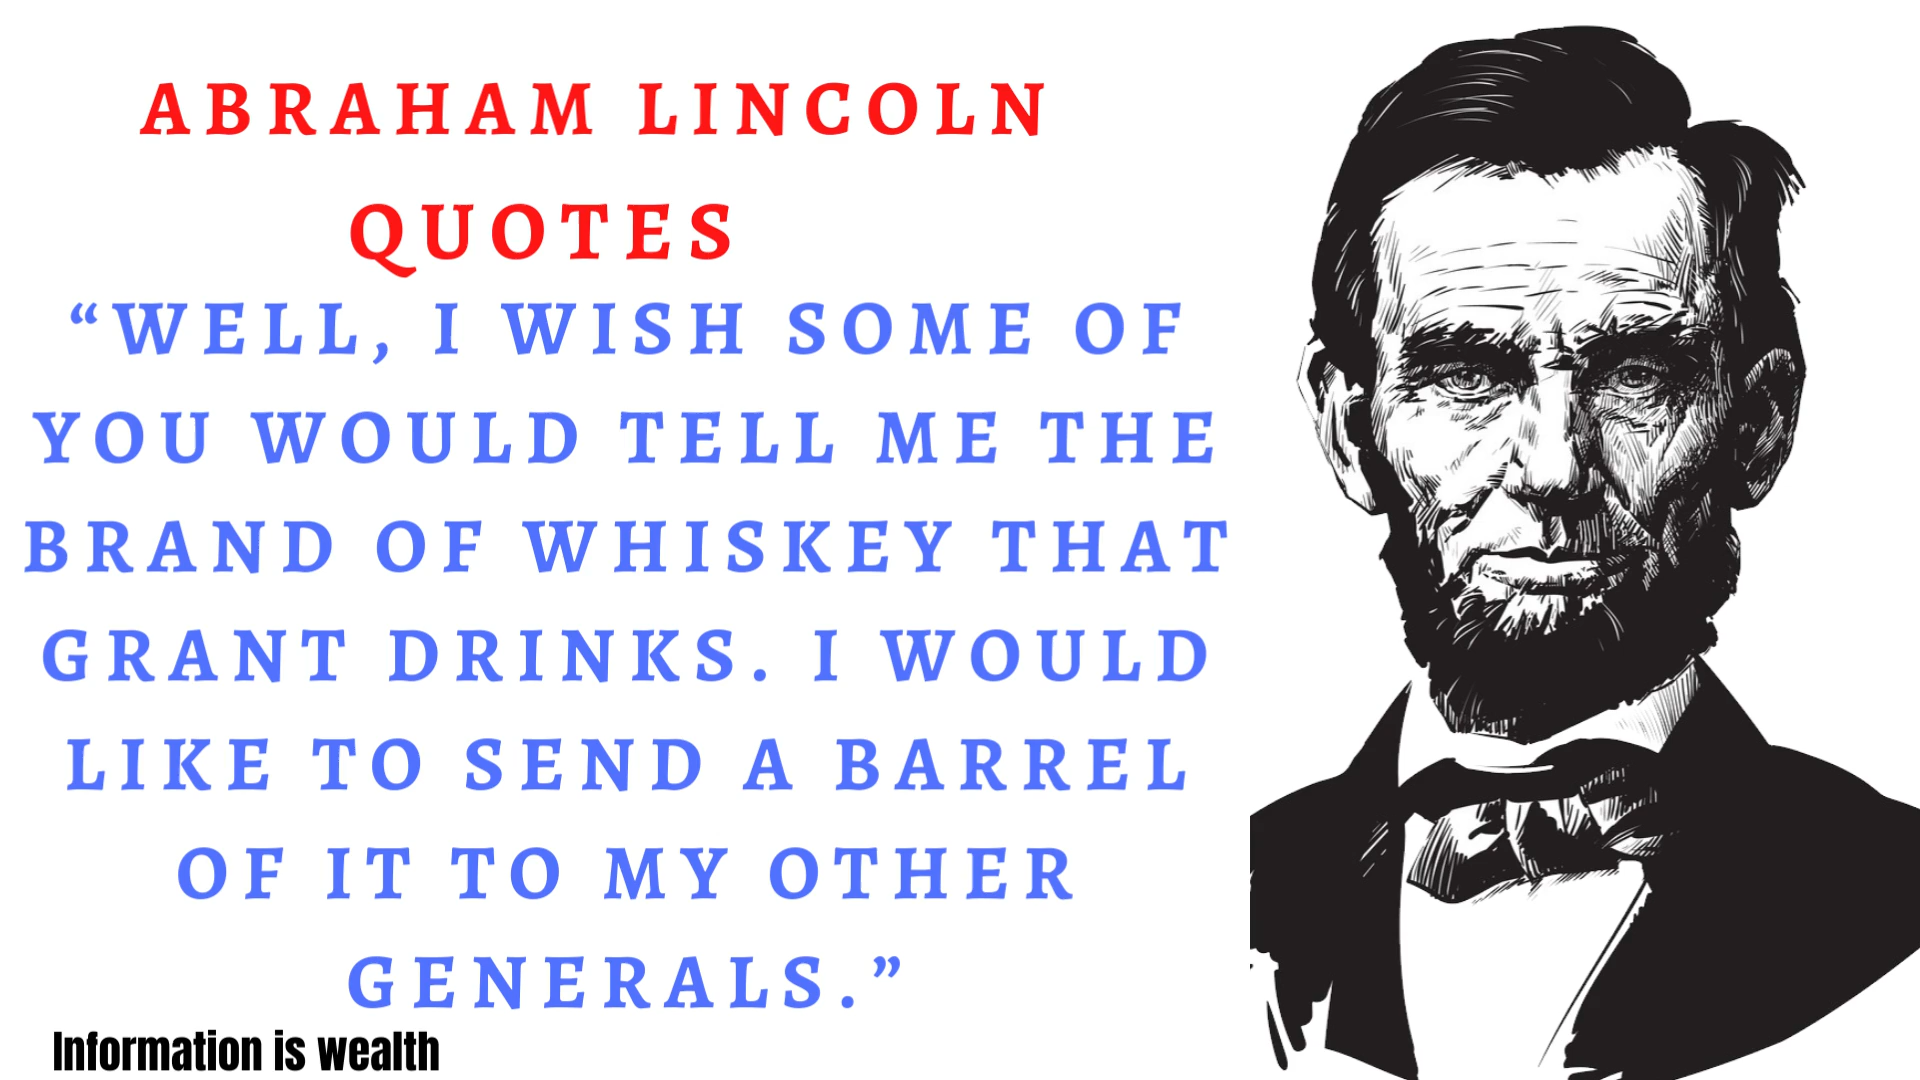 ABRAHAM LINCOLN
QUOTES
“WELL, I WISH SOME OF
YOU WOULD TELL ME THE
BRAND OF WHISKEY THAT
GRANT DRINKS. I WOULD
LIKE TO SEND A BARREL
OF IT TO MY OTHER
GENERALS.”
Information is wealth